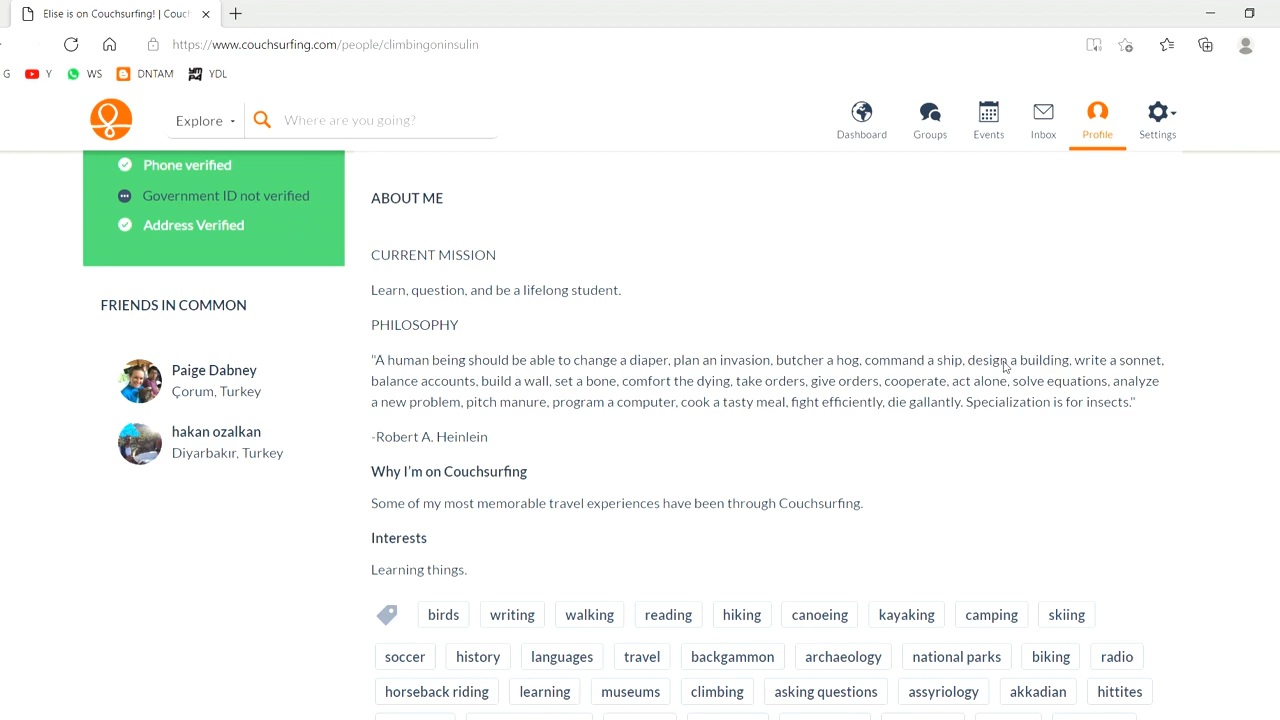 Elise is on Couchsurfing! | Couch
https://www.couchsurfing.com/people/climbingoninsulin
G Y WS DNTAM YDL
Explore Where are you going? Dashboard Groups Events Inbox Profile Settings
Phone verified
Government ID not verified
Address Verified
FRIENDS IN COMMON
Paige Dabney
Çorum, Turkey
hakan ozalkan
Diyarbakır, Turkey
ABOUT ME
CURRENT MISSION
Learn, question, and be a lifelong student.
PHILOSOPHY
"A human being should be able to change a diaper, plan an invasion, butcher a hog, command a ship, design a building, write a sonnet,
balance accounts, build a wall, set a bone, comfort the dying, take orders, give orders, cooperate, act alone, solve equations, analyze
a new problem, pitch manure, program a computer, cook a tasty meal, fight efficiently, die gallantly. Specialization is for insects."
-Robert A. Heinlein
Why I'm on Couchsurfing
Some of my most memorable travel experiences have been through Couchsurfing.
Interests
Learning things.
birds writing walking reading hiking canoeing kayaking camping skiing
soccer history languages travel backgammon archaeology national parks biking radio
horseback riding learning museums climbing asking questions assyriology akkadian hittites